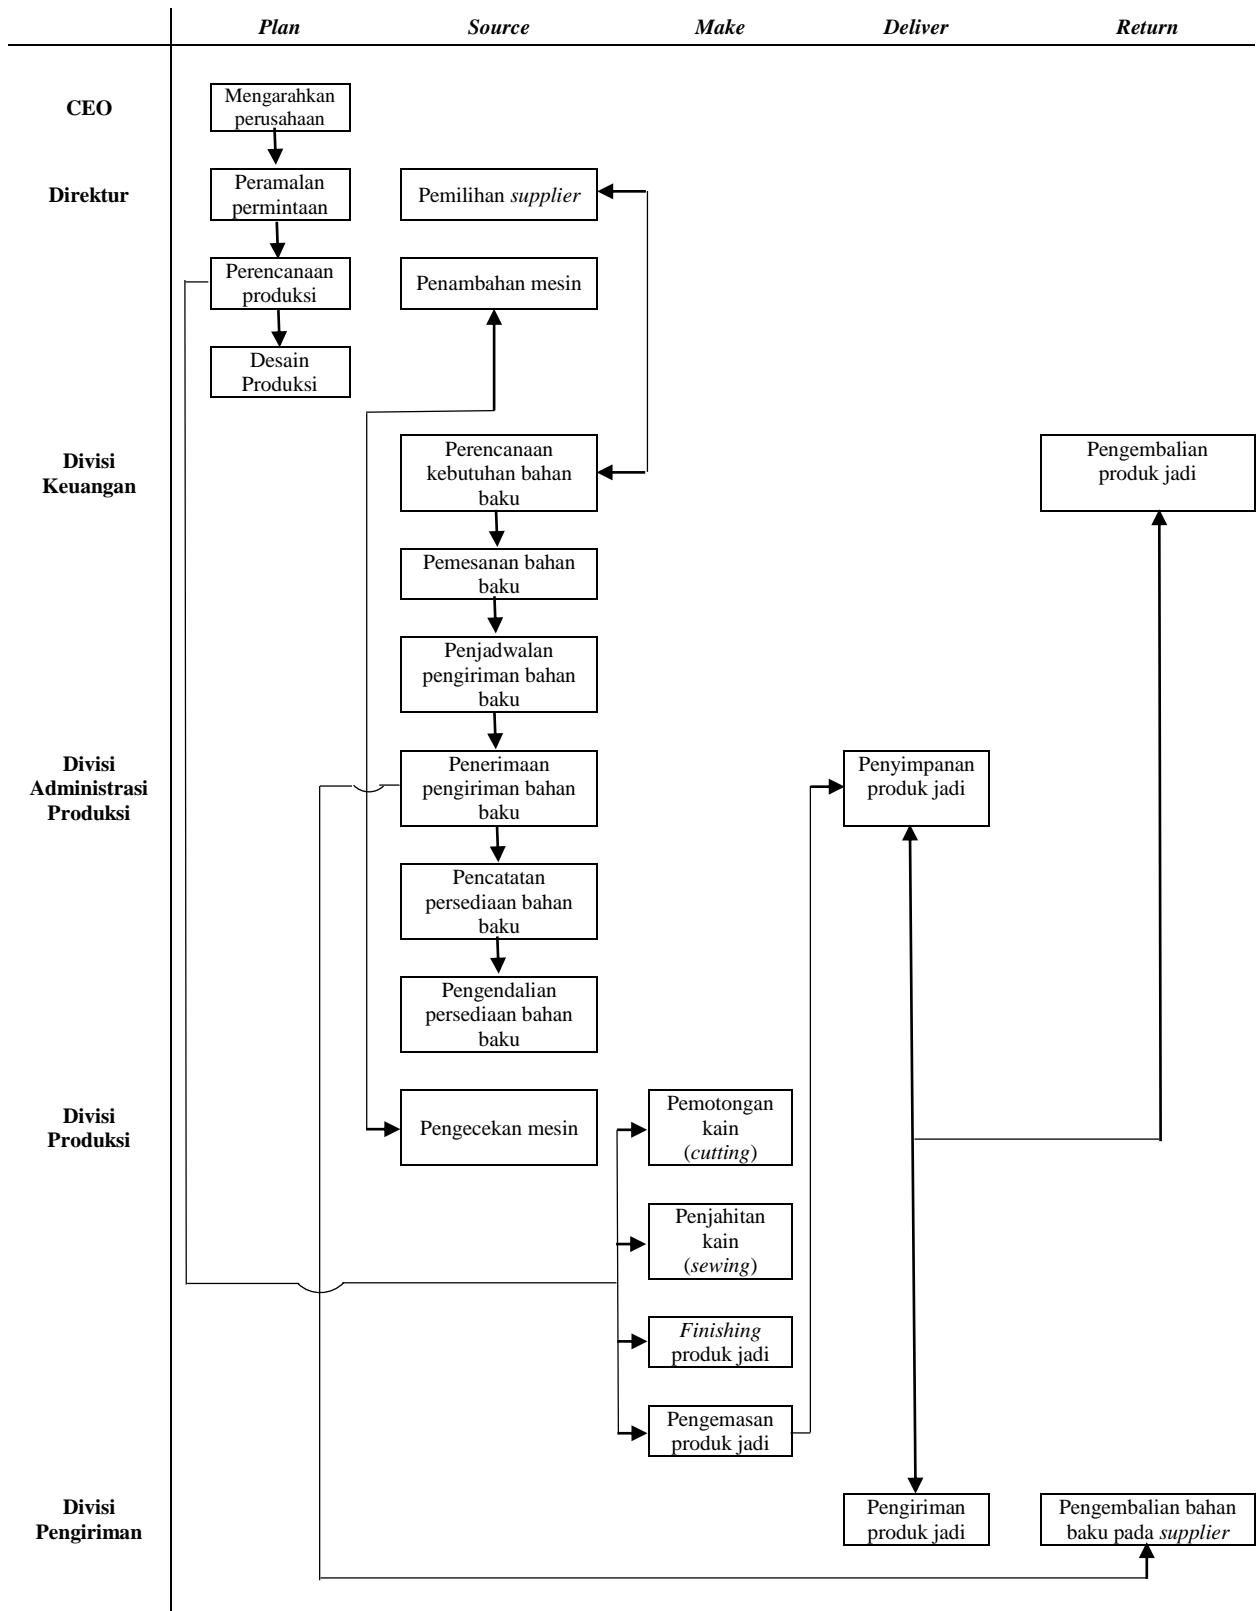 Plan Source Make Deliver Return
CEO
Mengarahkan
perusahaan
Direktur
Peramalan
permintaan
Pemilihan supplier
Perencanaan
produksi
Penambahan mesin
Desain
Produksi
Divisi
Keuangan
Perencanaan
kebutuhan bahan
baku
Pengembalian
produk jadi
Pemesanan bahan
baku
Penjadwalan
pengiriman bahan
baku
Divisi
Administrasi
Produksi
Penerimaan
pengiriman bahan
baku
Penyimpanan
produk jadi
Pencatatan
persediaan bahan
baku
Pengendalian
persediaan bahan
baku
Divisi
Produksi
Pengecekan mesin
Pemotongan
kain
(cutting)
Penjahitan
kain
(sewing)
Finishing
produk jadi
Pengemasan
produk jadi
Divisi
Pengiriman
Pengiriman
produk jadi
Pengembalian bahan
baku pada supplier